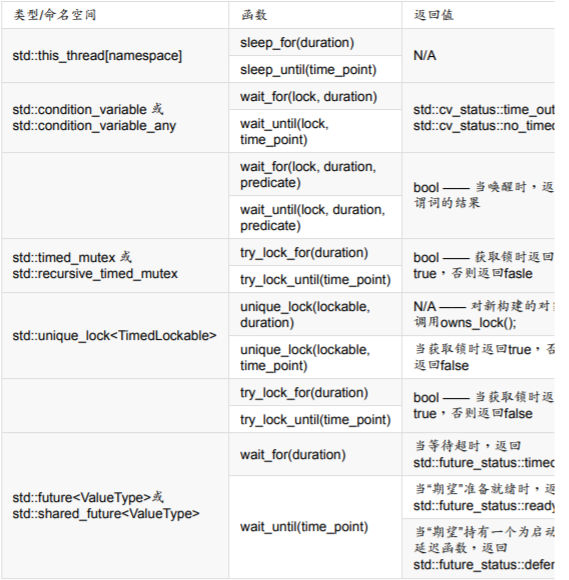 类型/命名空间
函数
返回值
std::this_thread[namespace]
sleep_for(duration)
sleep_until(time_point)
N/A
std::condition_variable 或
std::condition_variable_any
wait_for(lock, duration)
wait_until(lock,
time_point)
std::cv_status::time_out
std::cv_status::no_timeo
wait_for(lock, duration,
predicate)
wait_until(lock, duration,
predicate)
bool —— 当唤醒时，返
谓词的结果
std::timed_mutex 或
std::recursive_timed_mutex
try_lock_for(duration)
try_lock_until(time_point)
bool —— 获取锁时返回
true，否则返回fasle
std::unique_lock<TimedLockable>
unique_lock(lockable,
duration)
N/A —— 对新构建的对
调用owns_lock();
unique_lock(lockable,
time_point)
当获取锁时返回true，否
返回false
try_lock_for(duration)
try_lock_until(time_point)
bool —— 当获取锁时返
true，否则返回false
std::future<ValueType>或
std::shared_future<ValueType>
wait_for(duration)
当等待超时，返回
std::future_status::timeo
wait_until(time_point)
当“期望”准备就绪时，返
std::future_status::ready
当“期望”持有一个为启动
延迟函数，返回
std::future_status::defer